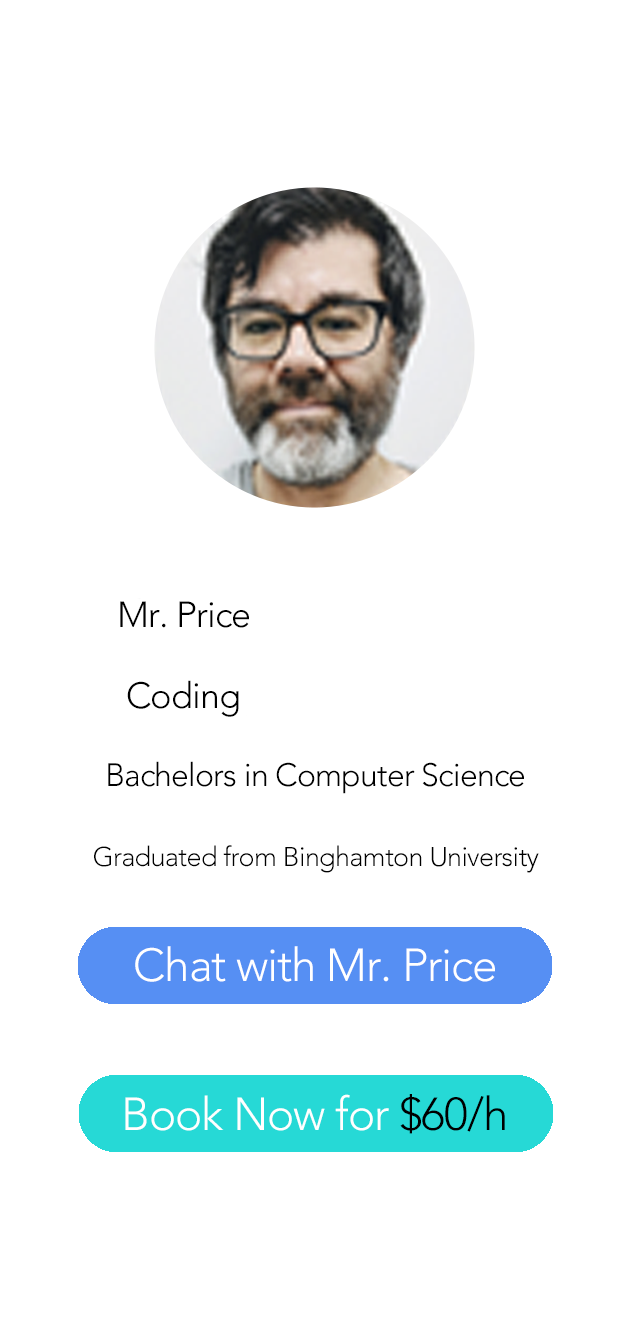 Mr. Price
Coding
Bachelors in Computer Science
Graduated from Binghamton University
Chat with Mr. Price
Book Now for $60/h